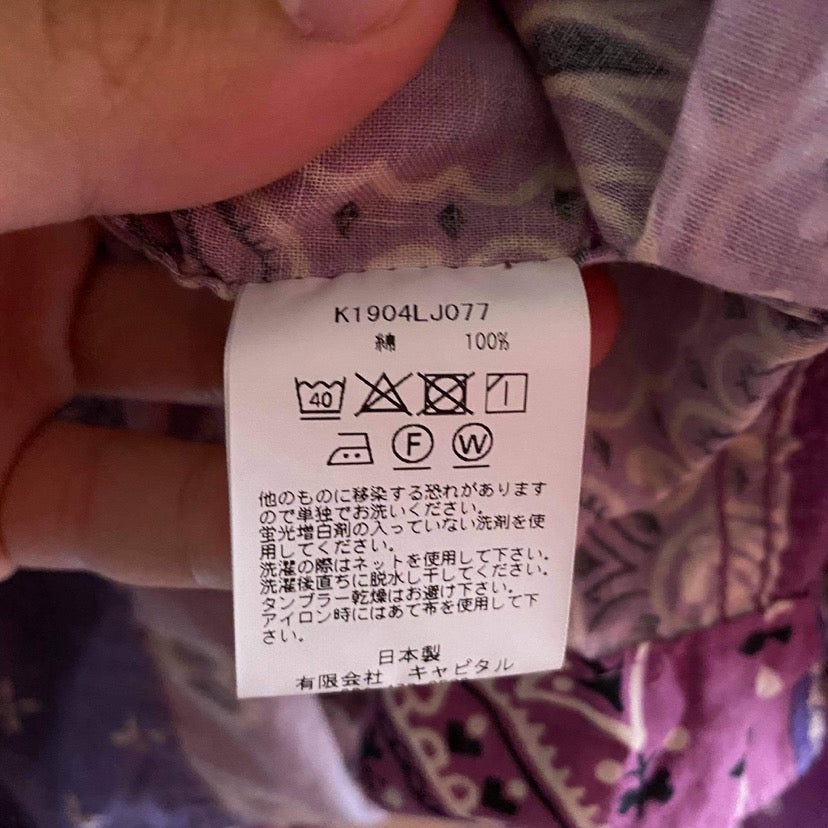 K1904LJ077
綿 100%
40
F W
他のものに移染する恐れがあります
ので単独でお洗いください。
蛍光増白剤の入っていない洗剤を使
用してください。
洗濯の際はネットを使用して下さい。
洗濯後直ちに脱水し干してください。
タンブラー乾燥はお避け下さい。
アイロン時にはあて布を使用して下
さい。
日本製
有限会社 キャピタル